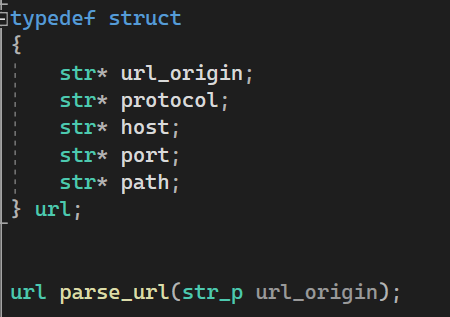 typedef struct
{
    str* url_origin;
    str* protocol;
    str* host;
    str* port;
    str* path;
} url;
url parse_url(str_p url_origin);